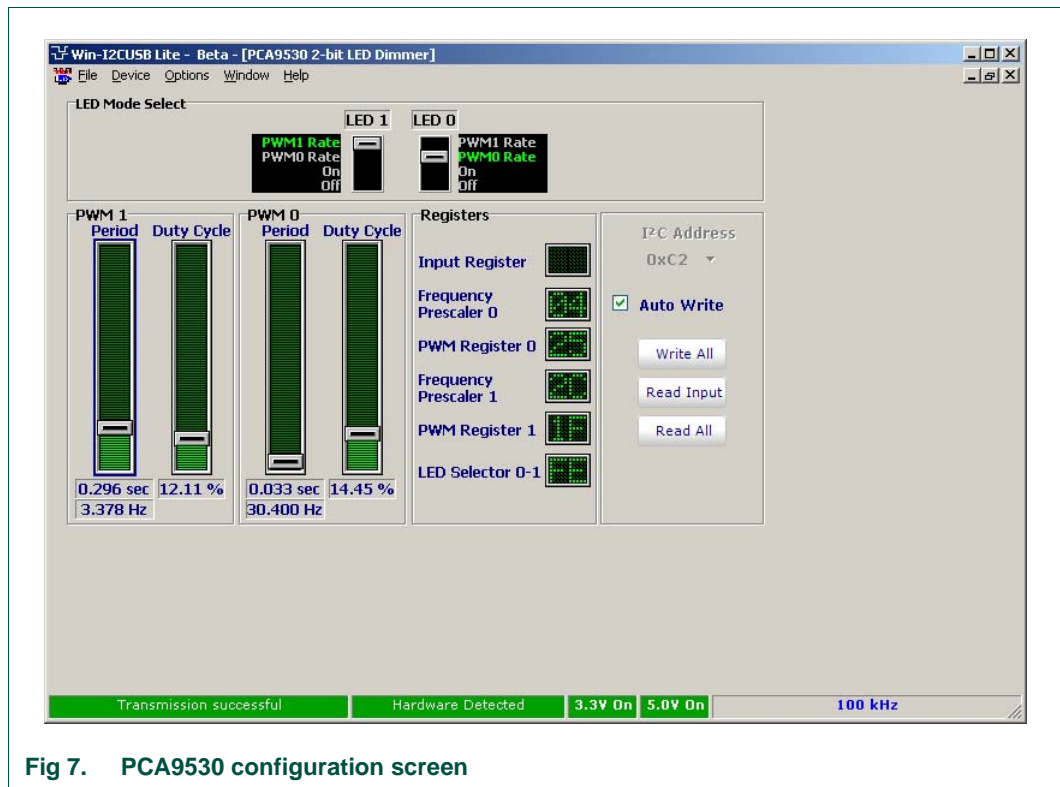 Win-I2CUSB Lite - Beta - [PCA9530 2-bit LED Dimmer]
File Device Options Window Help
LED Mode Select
LED 1 LED 0
PWM1 Rate PWM1 Rate
PWM0 Rate PWM0 Rate
On On
Off Off
PWM 1
Period Duty Cycle
0.296 sec 12.11 %
3.378 Hz
PWM 0
Period Duty Cycle
0.033 sec 14.45 %
30.400 Hz
Registers
Input Register
Frequency
Prescaler 0 04
PWM Register 0 25
Frequency
Prescaler 1 2C
PWM Register 1 1F
LED Selector 0-1 FE
I²C Address
0xC2
Auto Write
Write All
Read Input
Read All
Transmission successful Hardware Detected 3.3V On 5.0V On 100 kHz
Fig 7. PCA9530 configuration screen